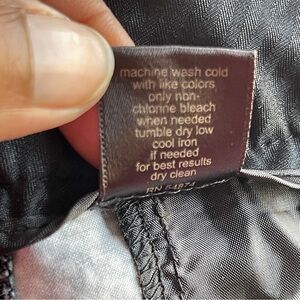 machine wash cold
with like colors
only non-
chlorine bleach
when needed
tumble dry low
cool iron
if needed
for best results
dry clean
RN 54874